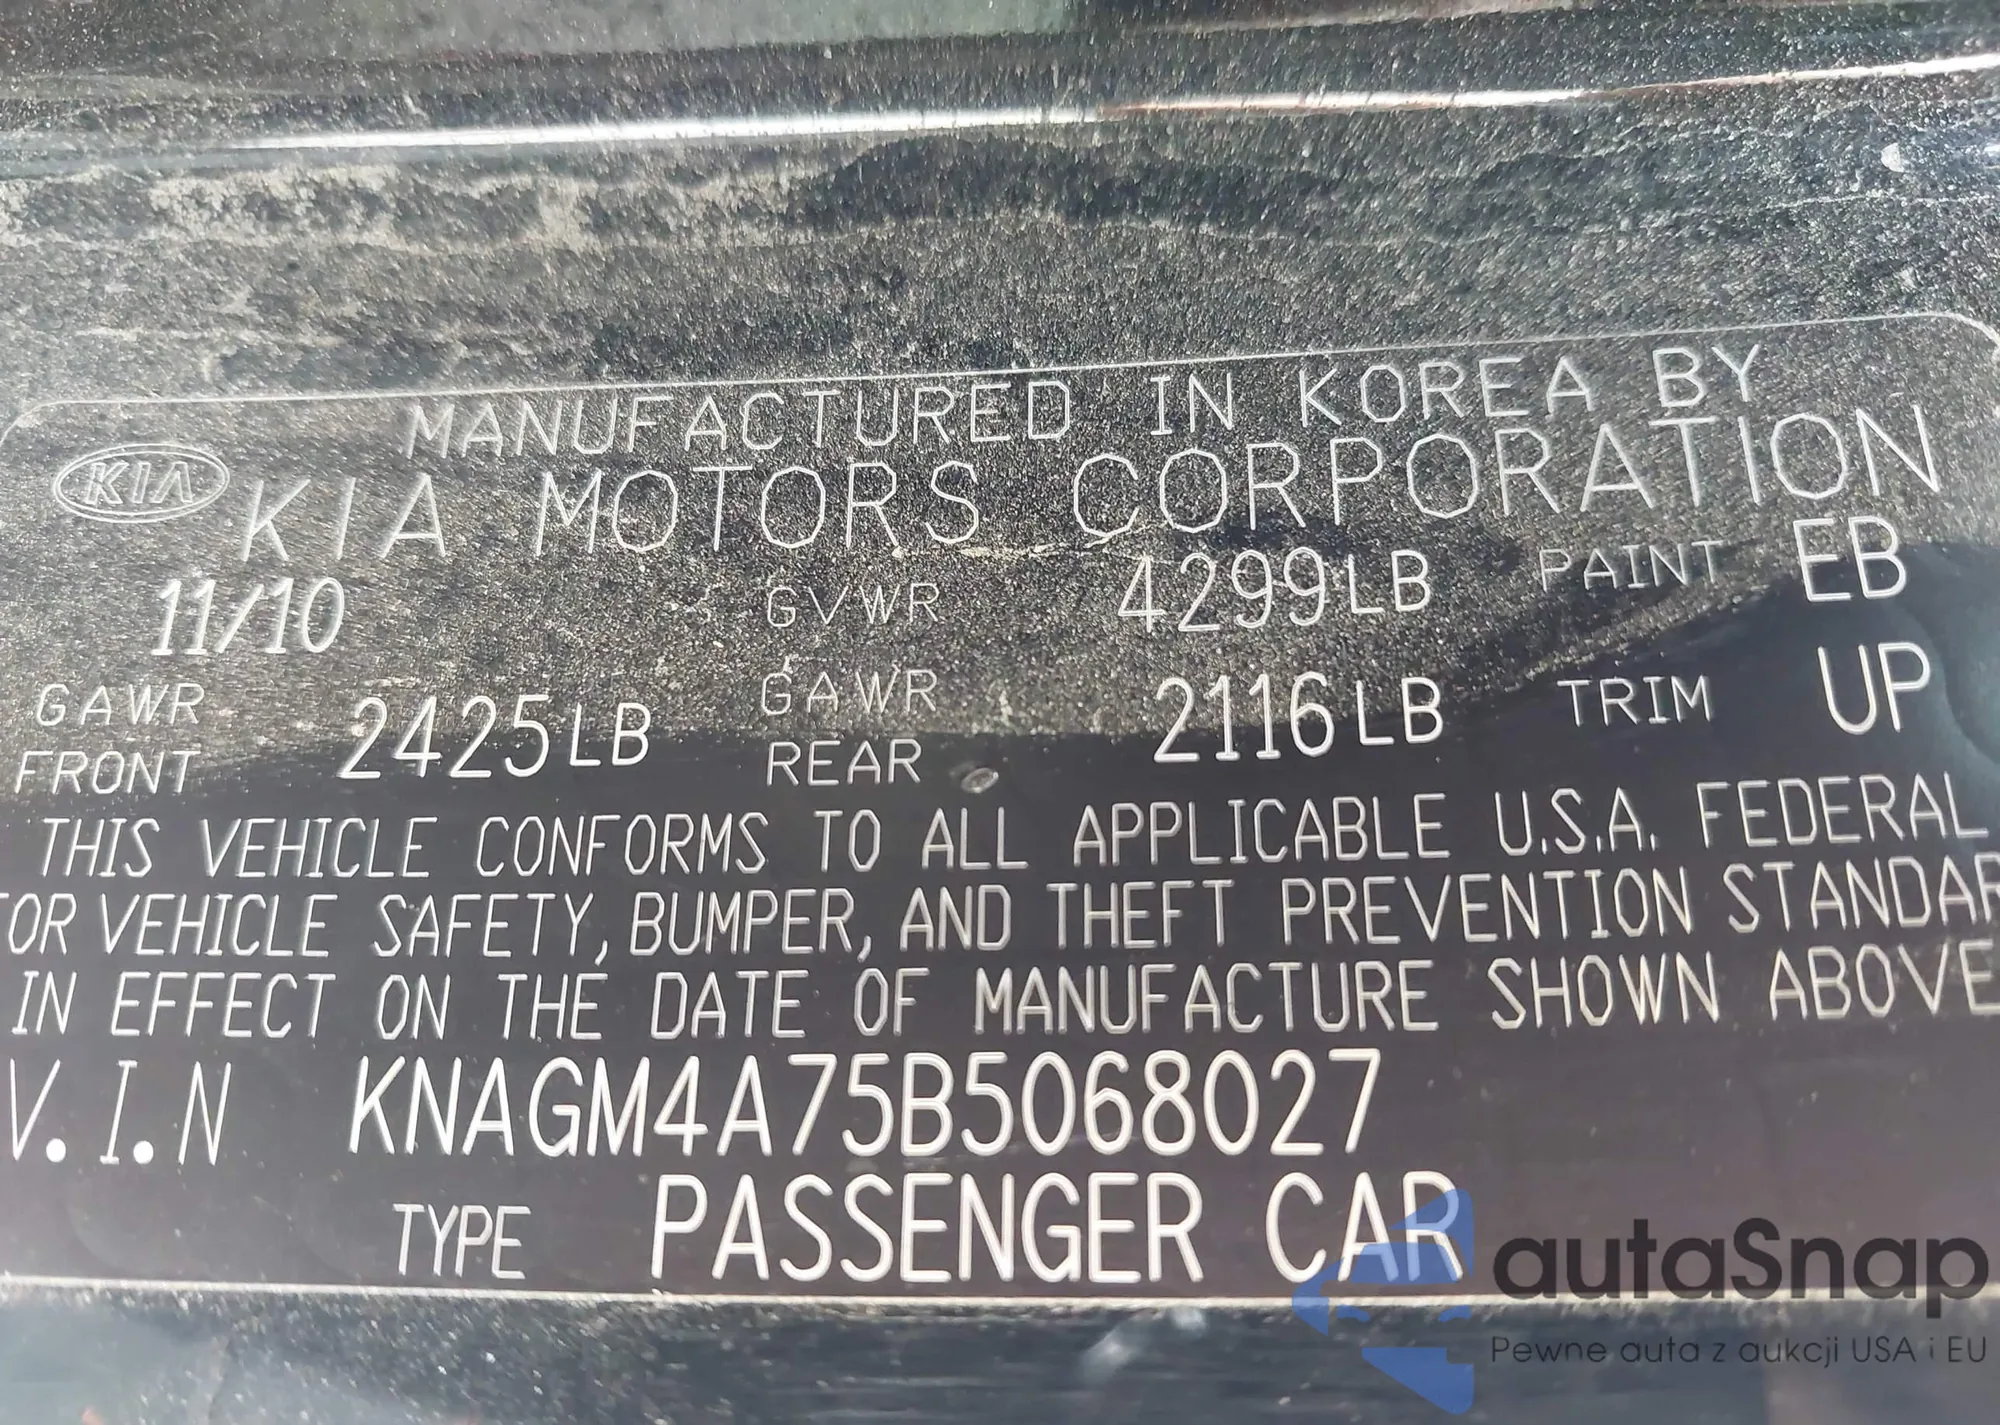 MANUFACTURED IN KOREA BY
KIA KIA MOTORS CORPORATION
11/10 GVWR 4299LB PAINT EB
GAWR FRONT 2425LB GAWR REAR 2116LB TRIM UP
THIS VEHICLE CONFORMS TO ALL APPLICABLE U.S.A. FEDERAL
TOR VEHICLE SAFETY, BUMPER, AND THEFT PREVENTION STANDAR
IN EFFECT ON THE DATE OF MANUFACTURE SHOWN ABOVE
V.I.N KNAGM4A75B5068027
TYPE PASSENGER CAR
autaSnap
Pewne auta z aukcji USA i EU